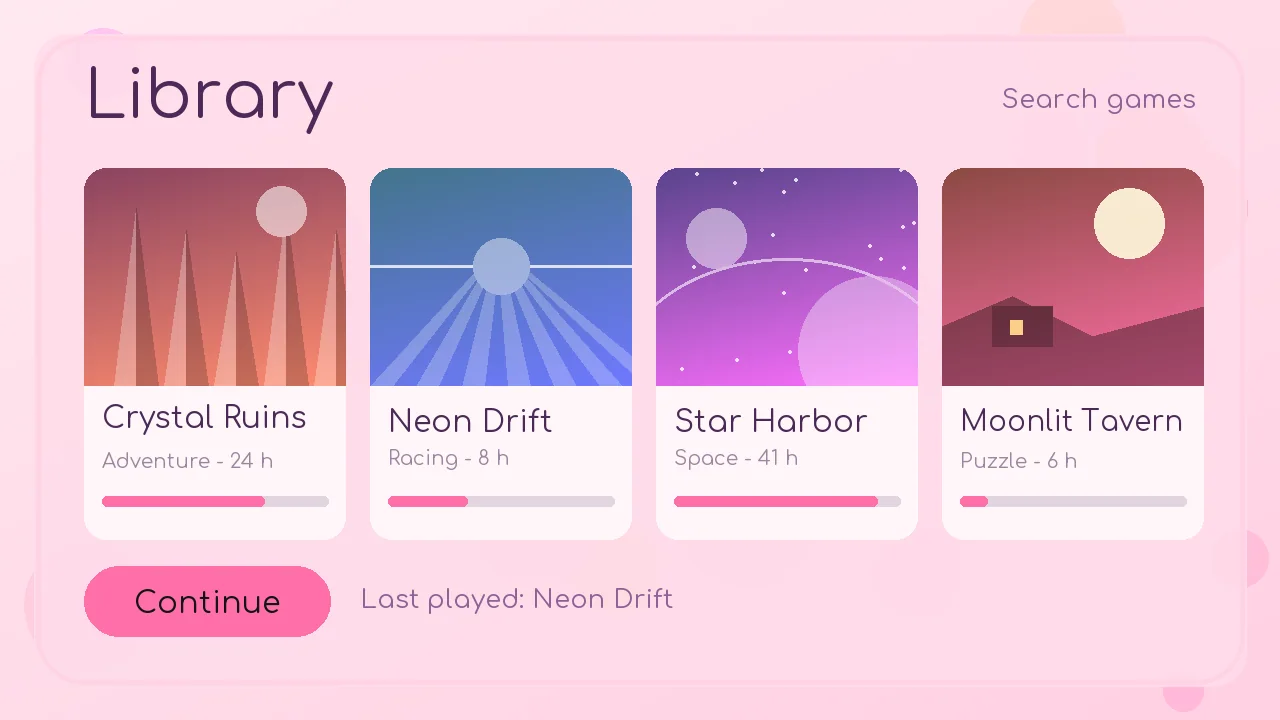 Library
Search games
Crystal Ruins
Adventure - 24 h
Neon Drift
Racing - 8 h
Star Harbor
Space - 41 h
Moonlit Tavern
Puzzle - 6 h
Continue
Last played: Neon Drift